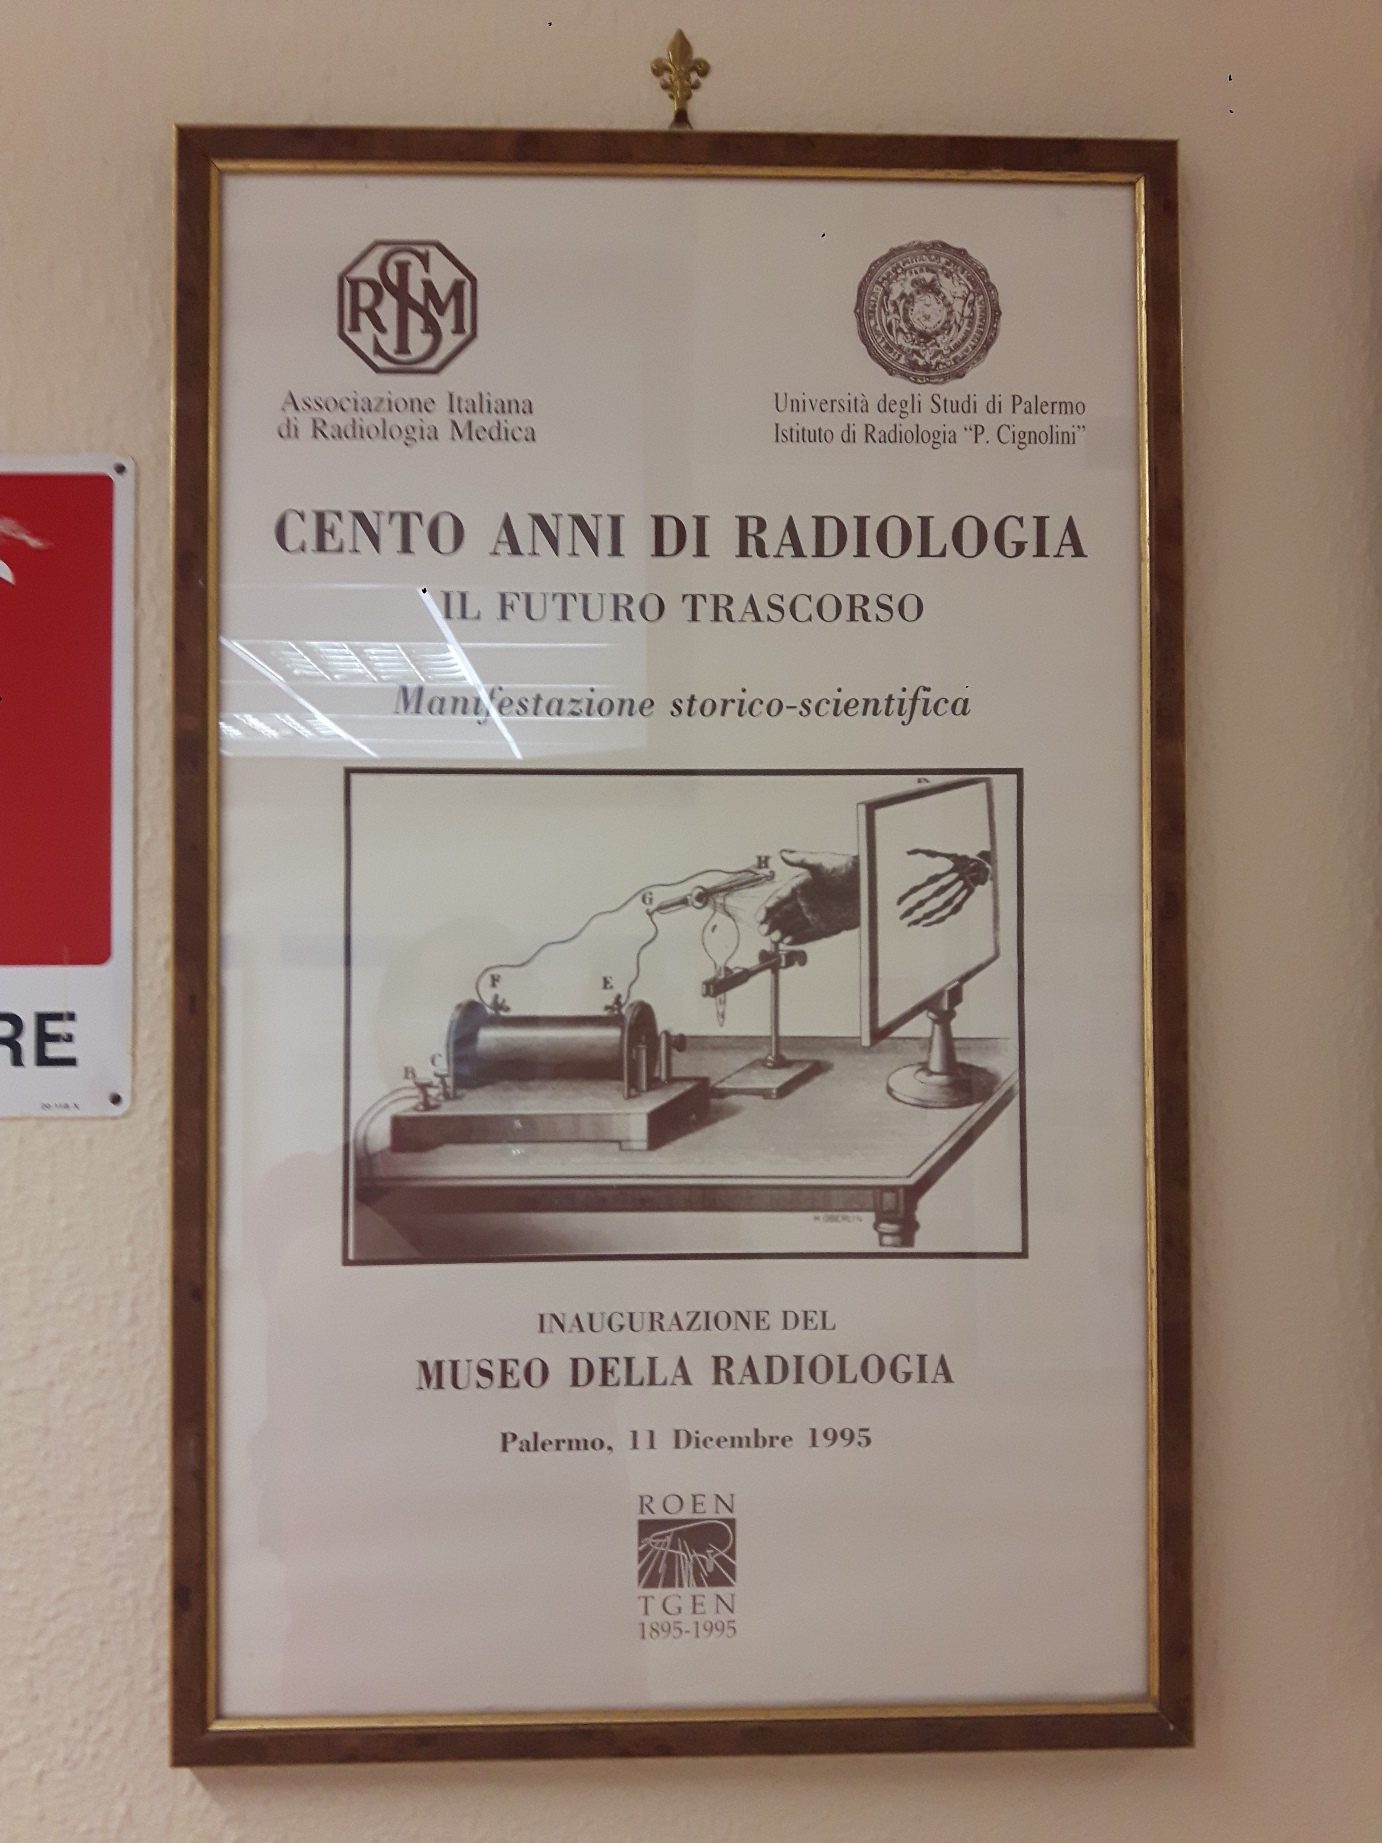 RSIM
Associazione Italiana
di Radiologia Medica
Università degli Studi di Palermo
Istituto di Radiologia "P. Cignolini"
CENTO ANNI DI RADIOLOGIA
IL FUTURO TRASCORSO
Manifestazione storico-scientifica
H
G
F
E
B
C
H.OBERLIN
INAUGURAZIONE DEL
MUSEO DELLA RADIOLOGIA
Palermo, 11 Dicembre 1995
ROEN
TGEN
1895-1995
RE